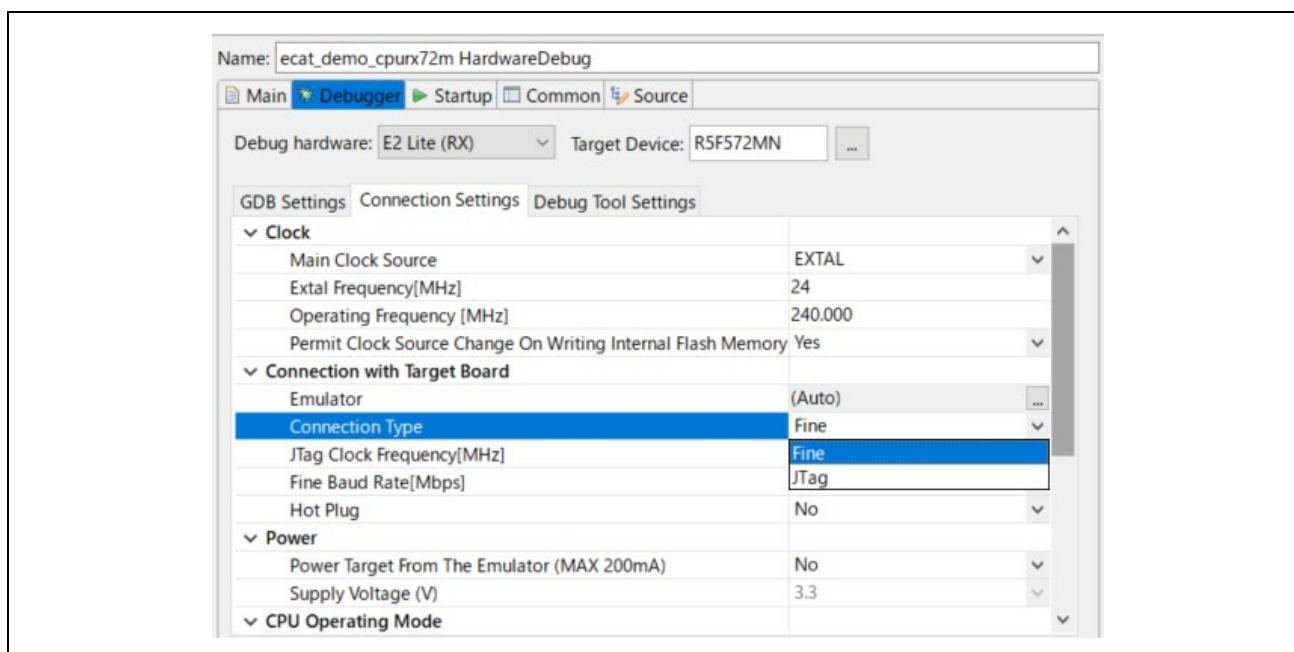 Name: ecat_demo_cpurx72m HardwareDebug
Main Debugger Startup Common Source
Debug hardware: E2 Lite (RX) Target Device: R5F572MN ...
GDB Settings Connection Settings Debug Tool Settings
Clock
Main Clock Source EXTAL
Extal Frequency[MHz] 24
Operating Frequency [MHz] 240.000
Permit Clock Source Change On Writing Internal Flash Memory Yes
Connection with Target Board
Emulator (Auto) ...
Connection Type Fine
JTag Clock Frequency[MHz] Fine
Fine Baud Rate[Mbps] JTag
Hot Plug No
Power
Power Target From The Emulator (MAX 200mA) No
Supply Voltage (V) 3.3
CPU Operating Mode